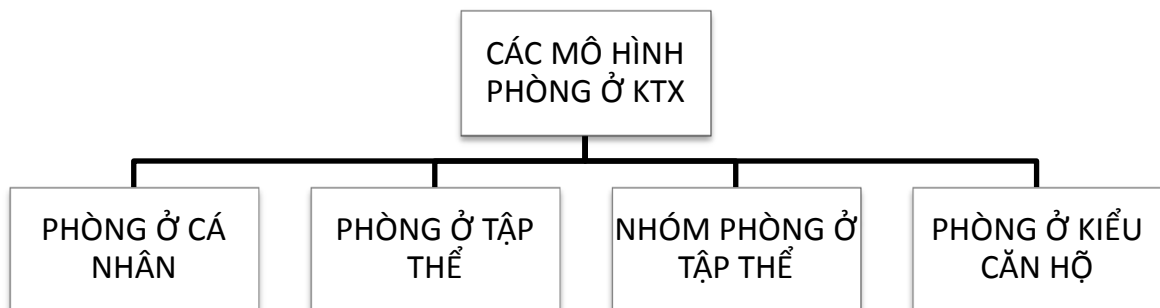 CÁC MÔ HÌNH
PHÒNG Ở KTX
PHÒNG Ở CÁ
NHÂN
PHÒNG Ở TẬP
THỂ
NHÓM PHÒNG Ở
TẬP THỂ
PHÒNG Ở KIỂU
CĂN HỘ